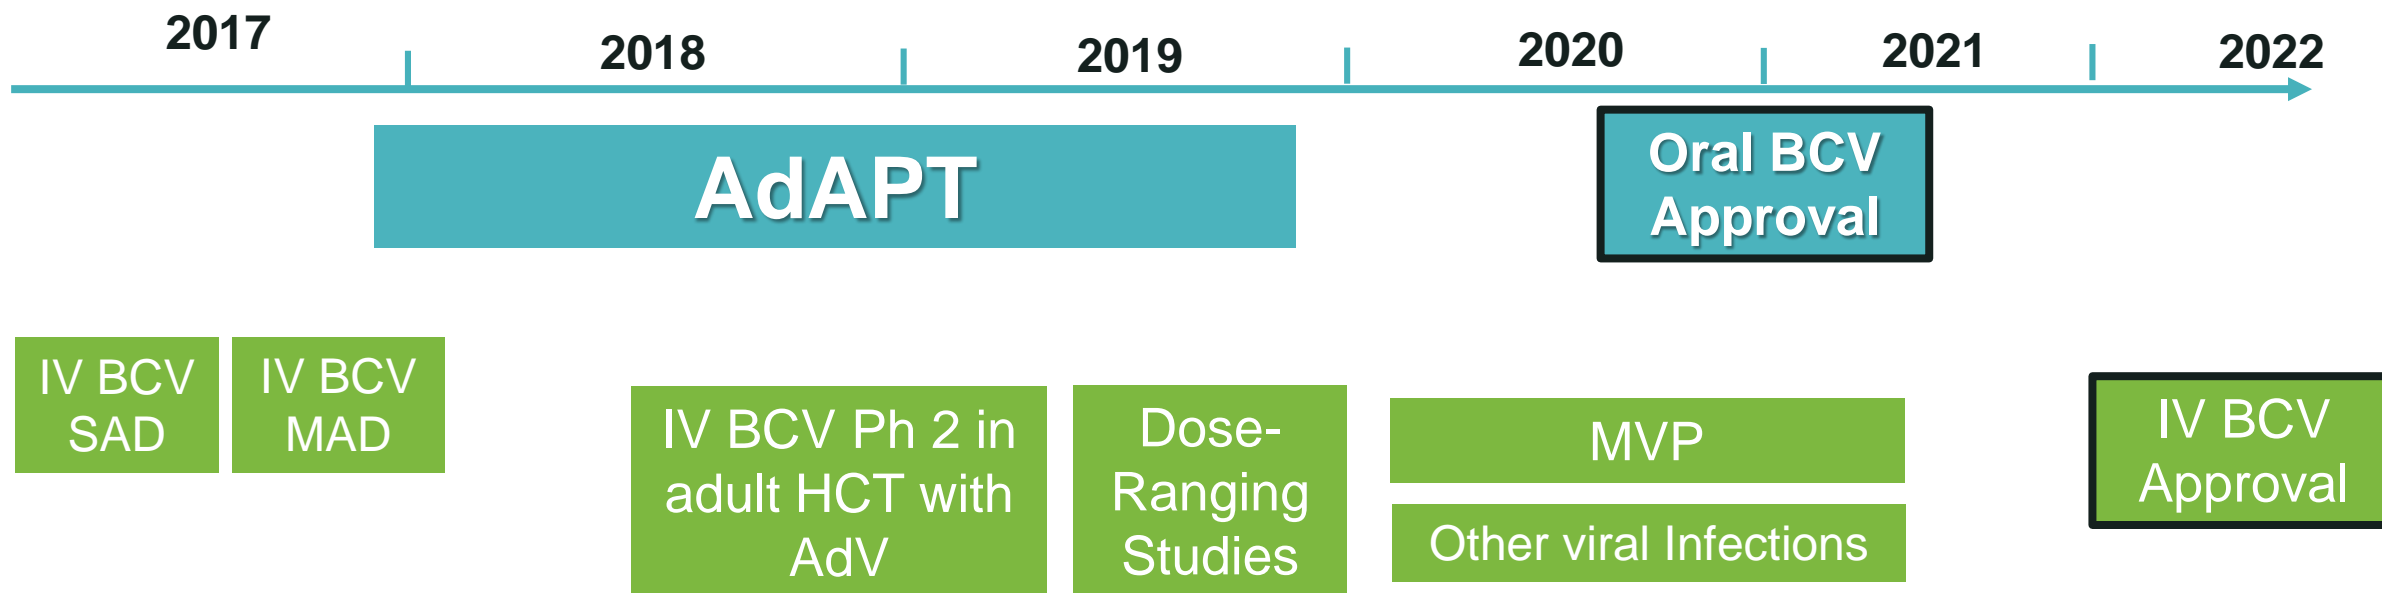 2017
2018
2019
2020
2021
2022
AdAPT
Oral BCV
Approval
IV BCV
SAD
IV BCV
MAD
IV BCV Ph 2 in
adult HCT with
AdV
Dose-
Ranging
Studies
MVP
Other viral Infections
IV BCV
Approval